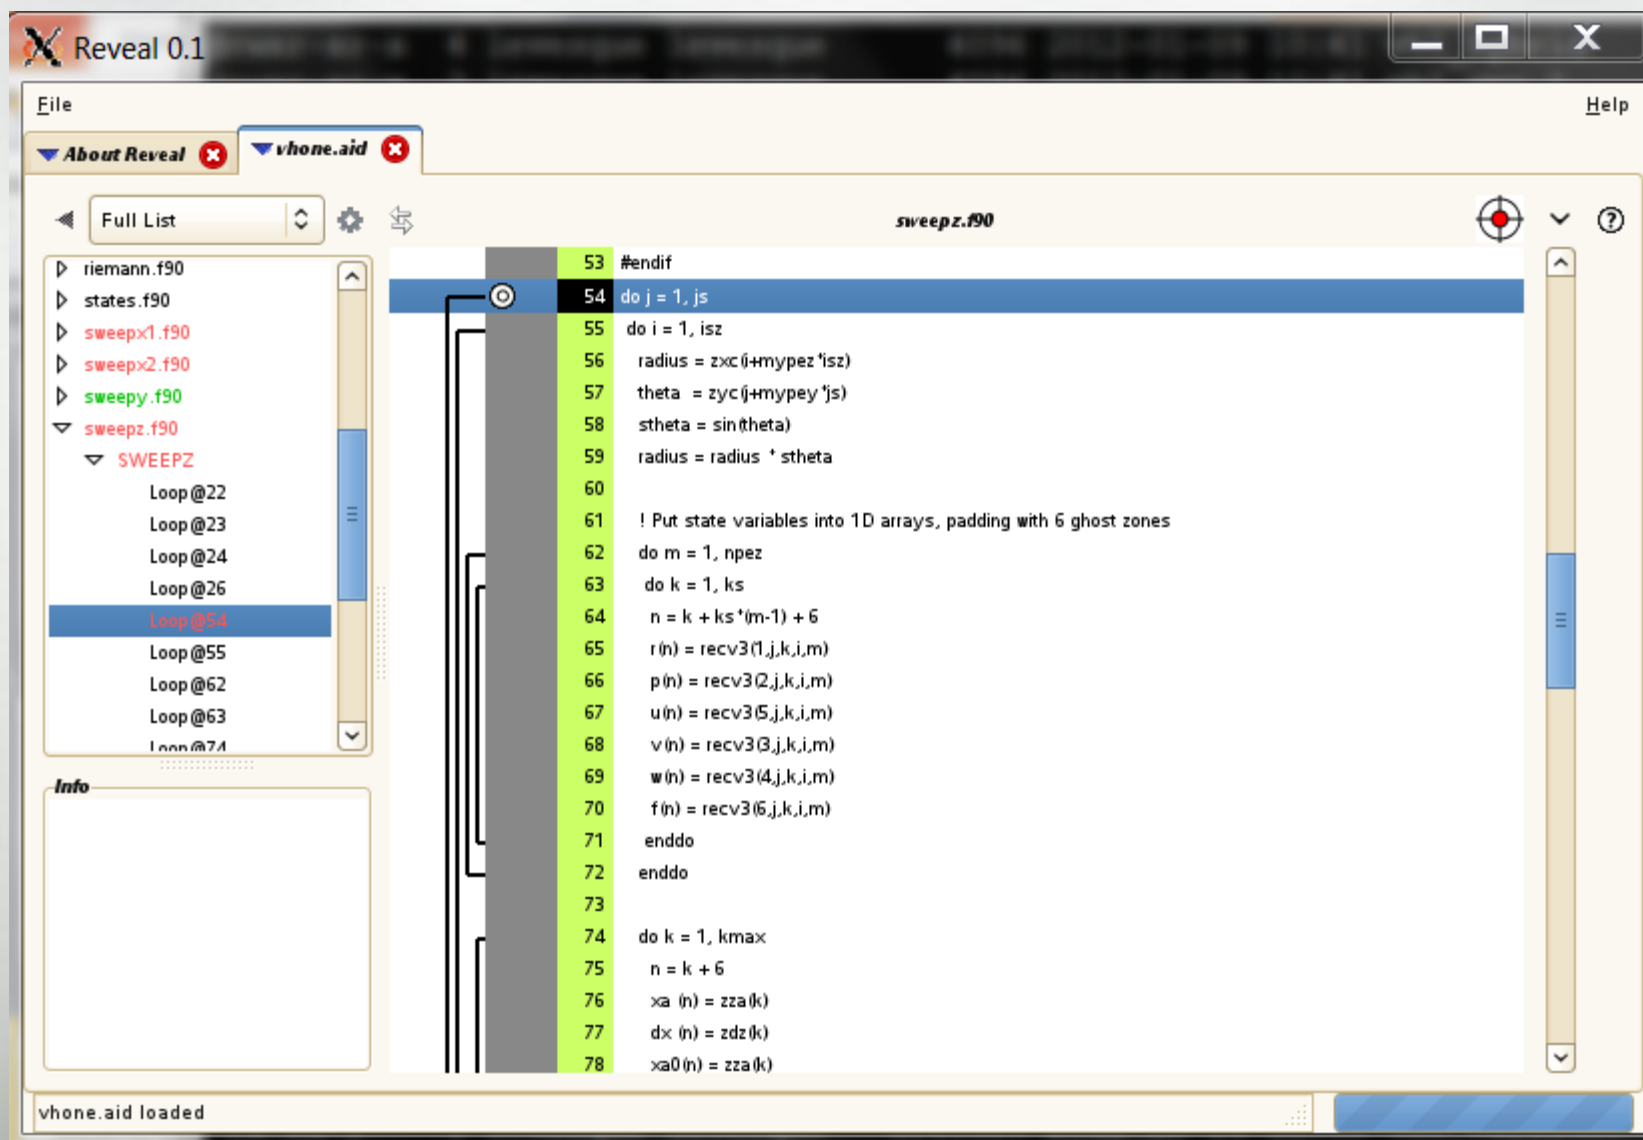 Reveal 0.1
File Help
About Reveal vhone.aid
Full List
sweepz.f90
riemann.f90
states.f90
sweepx1.f90
sweepx2.f90
sweepy.f90
sweepz.f90
SWEEPZ
Loop@22
Loop@23
Loop@24
Loop@26
Loop@54
Loop@55
Loop@62
Loop@63
Loop@74
Info
53 #endif
54 do j = 1, js
55 do i = 1, isz
56 radius = zxc(i+mypez*isz)
57 theta = zyc(j+mypey*js)
58 stheta = sin(theta)
59 radius = radius * stheta
60
61 ! Put state variables into 1D arrays, padding with 6 ghost zones
62 do m = 1, npez
63 do k = 1, ks
64 n = k + ks*(m-1) + 6
65 r(n) = recv3(1,j,k,i,m)
66 p(n) = recv3(2,j,k,i,m)
67 u(n) = recv3(5,j,k,i,m)
68 v(n) = recv3(3,j,k,i,m)
69 w(n) = recv3(4,j,k,i,m)
70 f(n) = recv3(6,j,k,i,m)
71 enddo
72 enddo
73
74 do k = 1, kmax
75 n = k + 6
76 xa (n) = zza(k)
77 dx (n) = zdz(k)
78 xa0(n) = zza(k)
vhone.aid loaded